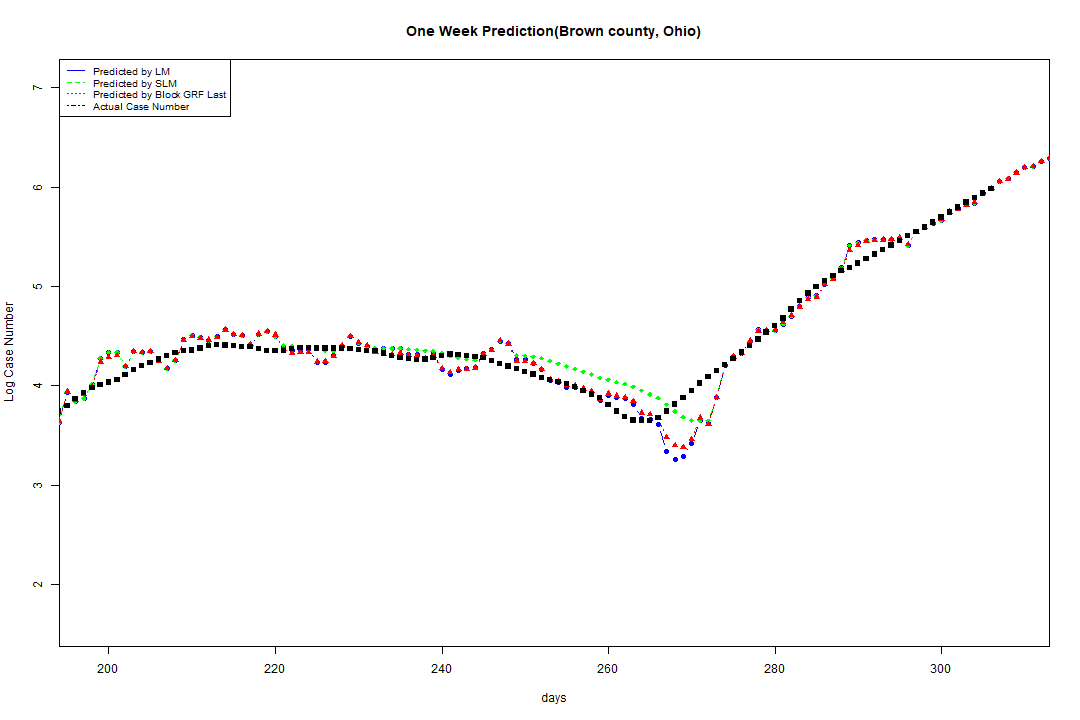 One Week Prediction(Brown county, Ohio)
Predicted by LM
Predicted by SLM
Predicted by Block GRF Last
Actual Case Number
7
6
5
4
3
2
Log Case Number
200 220 240 260 280 300
days